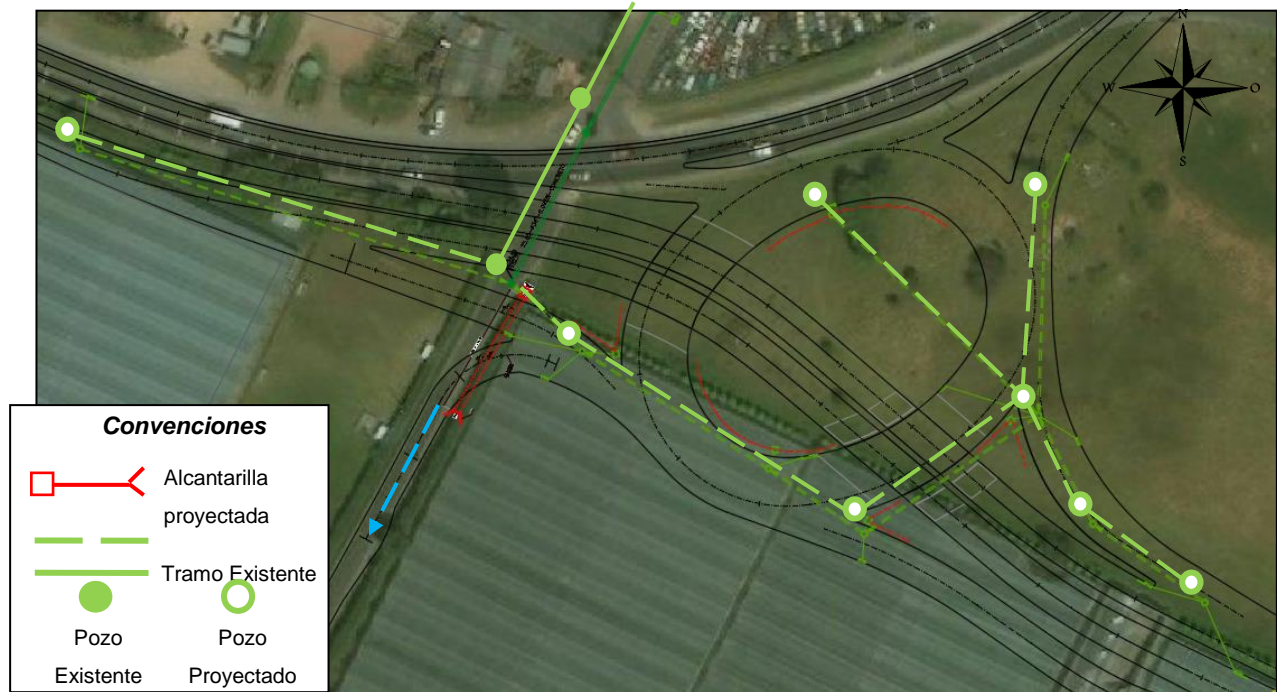 N
W
O
S
Convenciones
Alcantarilla
proyectada
Tramo Existente
Pozo
Existente
Pozo
Proyectado